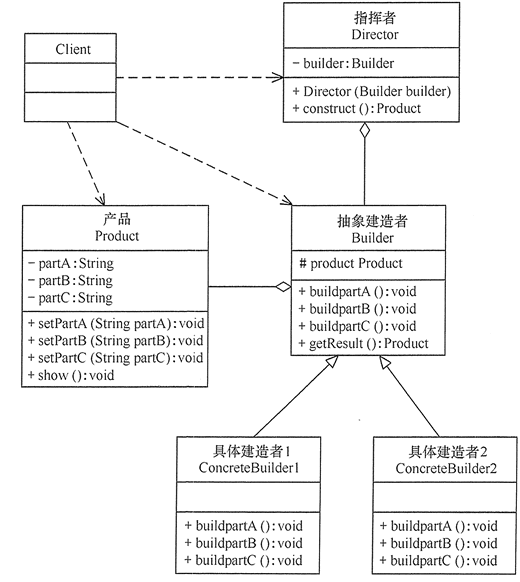 指挥者
Director
- builder:Builder
+ Director(Builder builder)
+ construct():Product
Client
产品
Product
- partA:String
- partB:String
- partC:String
+ setPartA(String partA):void
+ setPartB(String partB):void
+ setPartC(String partC):void
+ show():void
抽象建造者
Builder
# product Product
+ buildpartA():void
+ buildpartB():void
+ buildpartC():void
+ getResult():Product
具体建造者1
ConcreteBuilder1
+ buildpartA():void
+ buildpartB():void
+ buildpartC():void
具体建造者2
ConcreteBuilder2
+ buildpartA():void
+ buildpartB():void
+ buildpartC():void